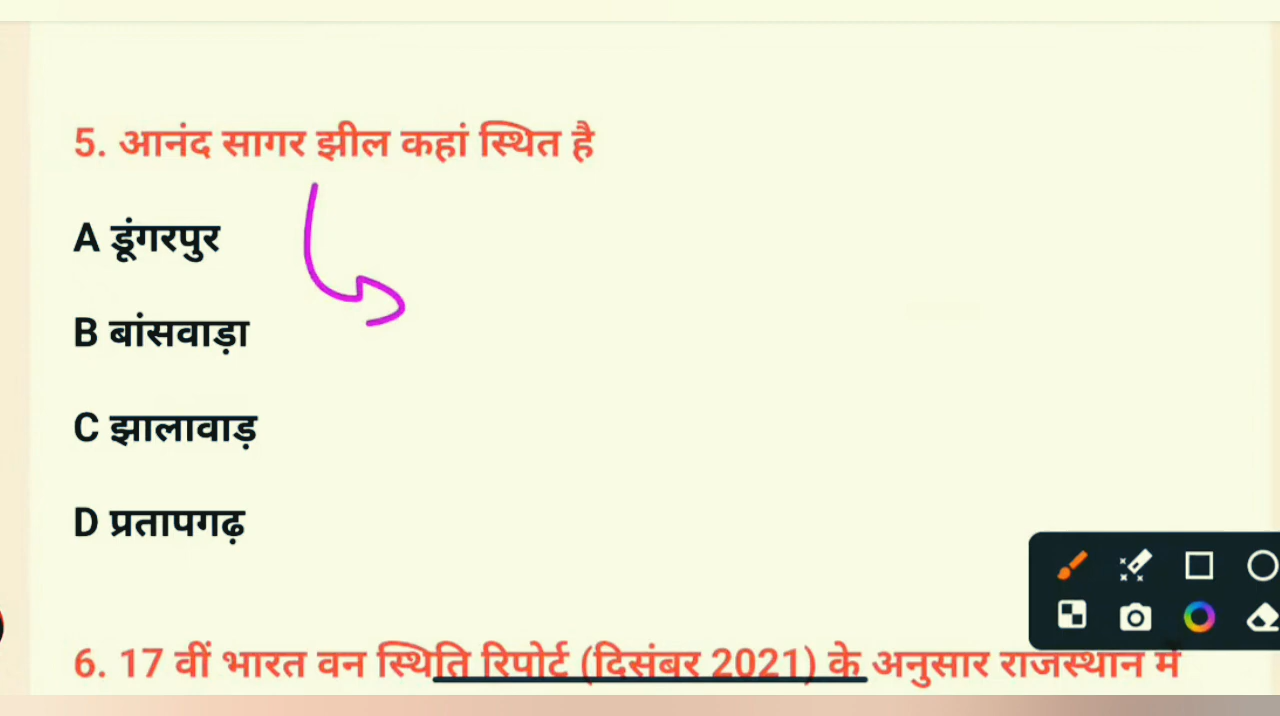 5. आनंद सागर झील कहां स्थित है
A डूंगरपुर
B बांसवाड़ा
C झालावाड़
D प्रतापगढ़
6. 17 वीं भारत वन स्थिति रिपोर्ट (दिसंबर 2021) के अनुसार राजस्थान में